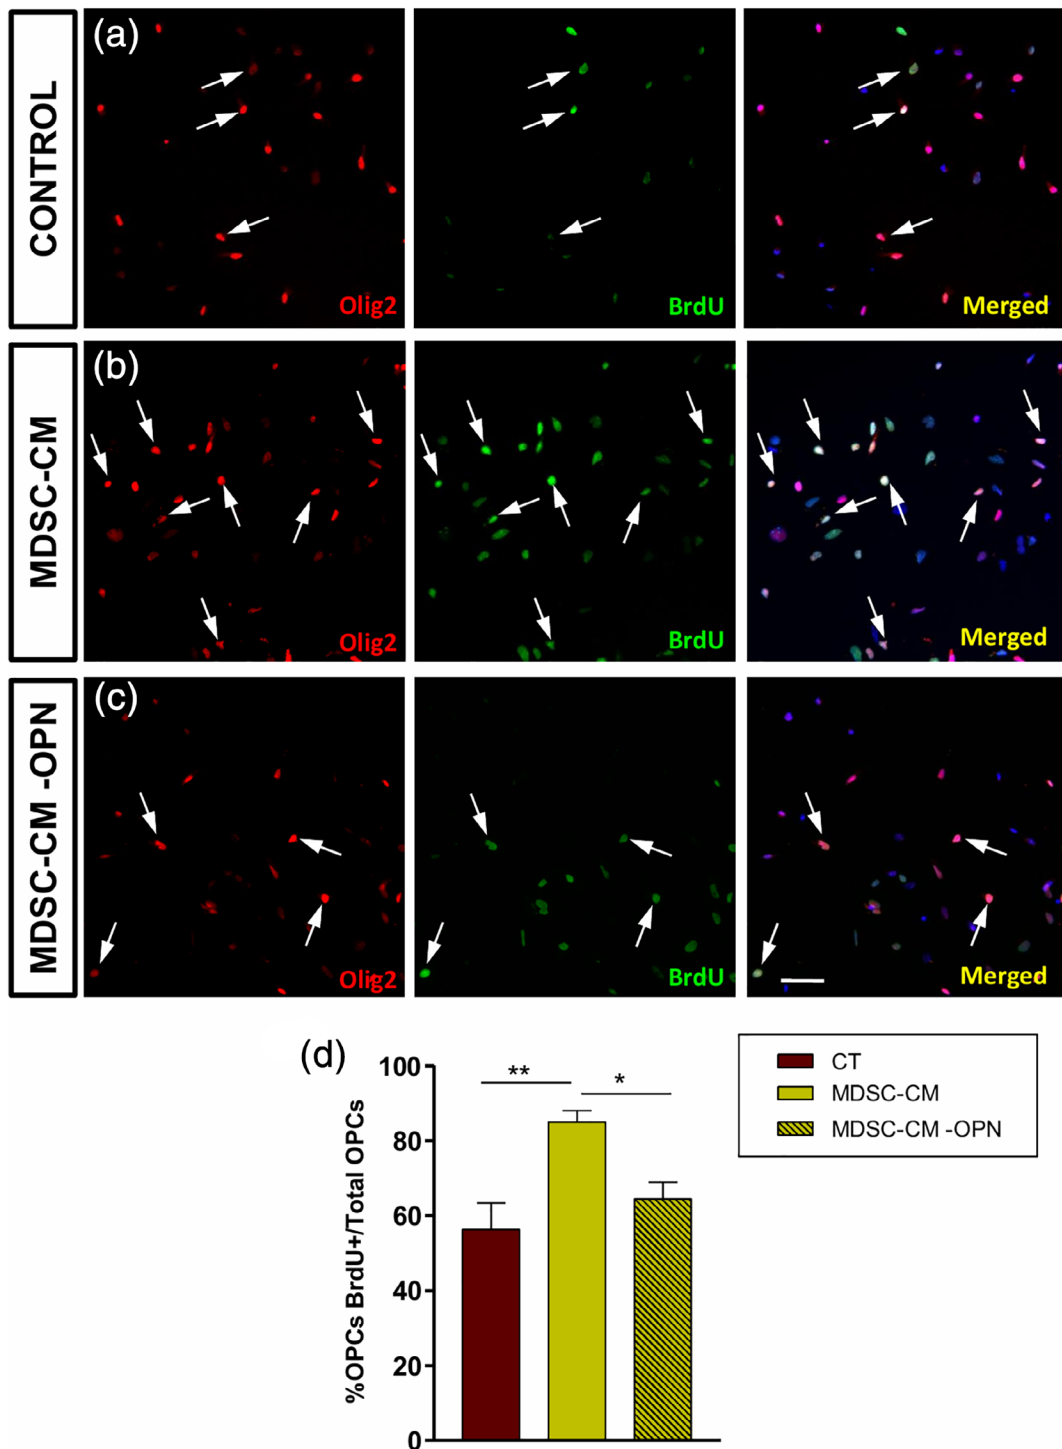 CONTROL
(a)
Olig2
BrdU
Merged
MDSC-CM
(b)
Olig2
BrdU
Merged
MDSC-CM -OPN
(c)
Olig2
BrdU
Merged
(d)
%OPCs BrdU+/Total OPCs
100
80
60
40
20
0
**
*
CT
MDSC-CM
MDSC-CM -OPN